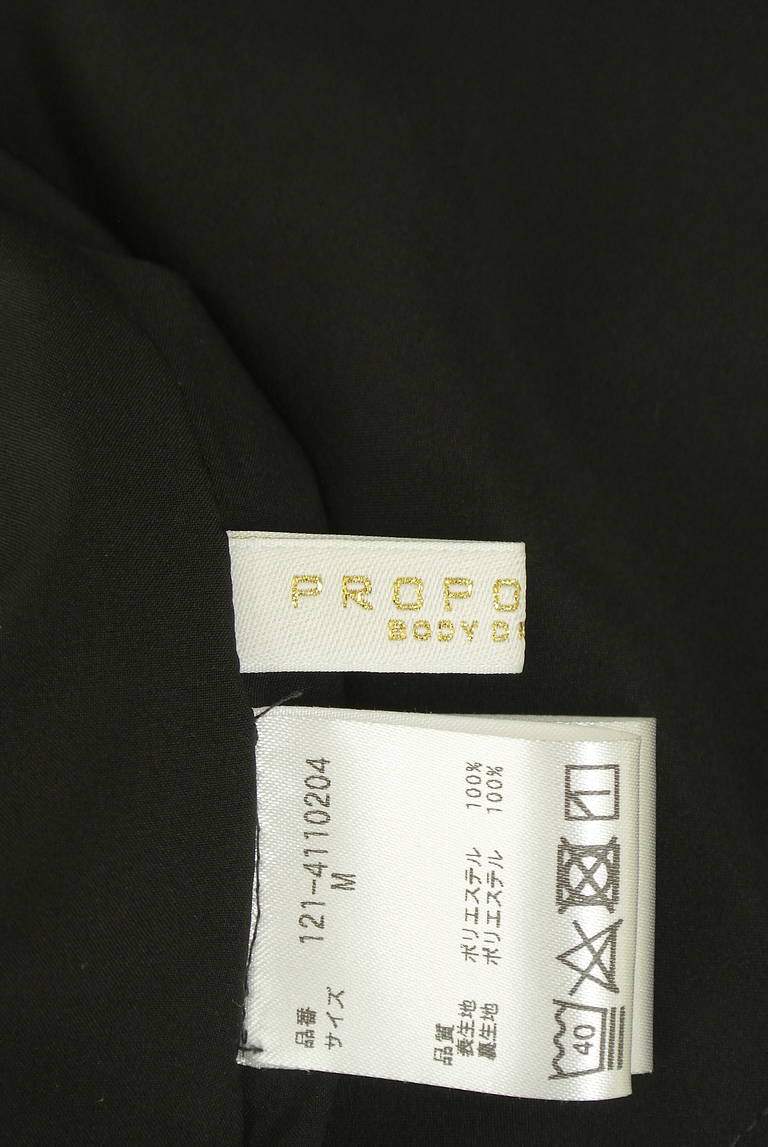 PROPO
BODY D
品番 121-4110204
サイズ M
品質
表生地 ポリエステル 100%
裏生地 ポリエステル 100%
40